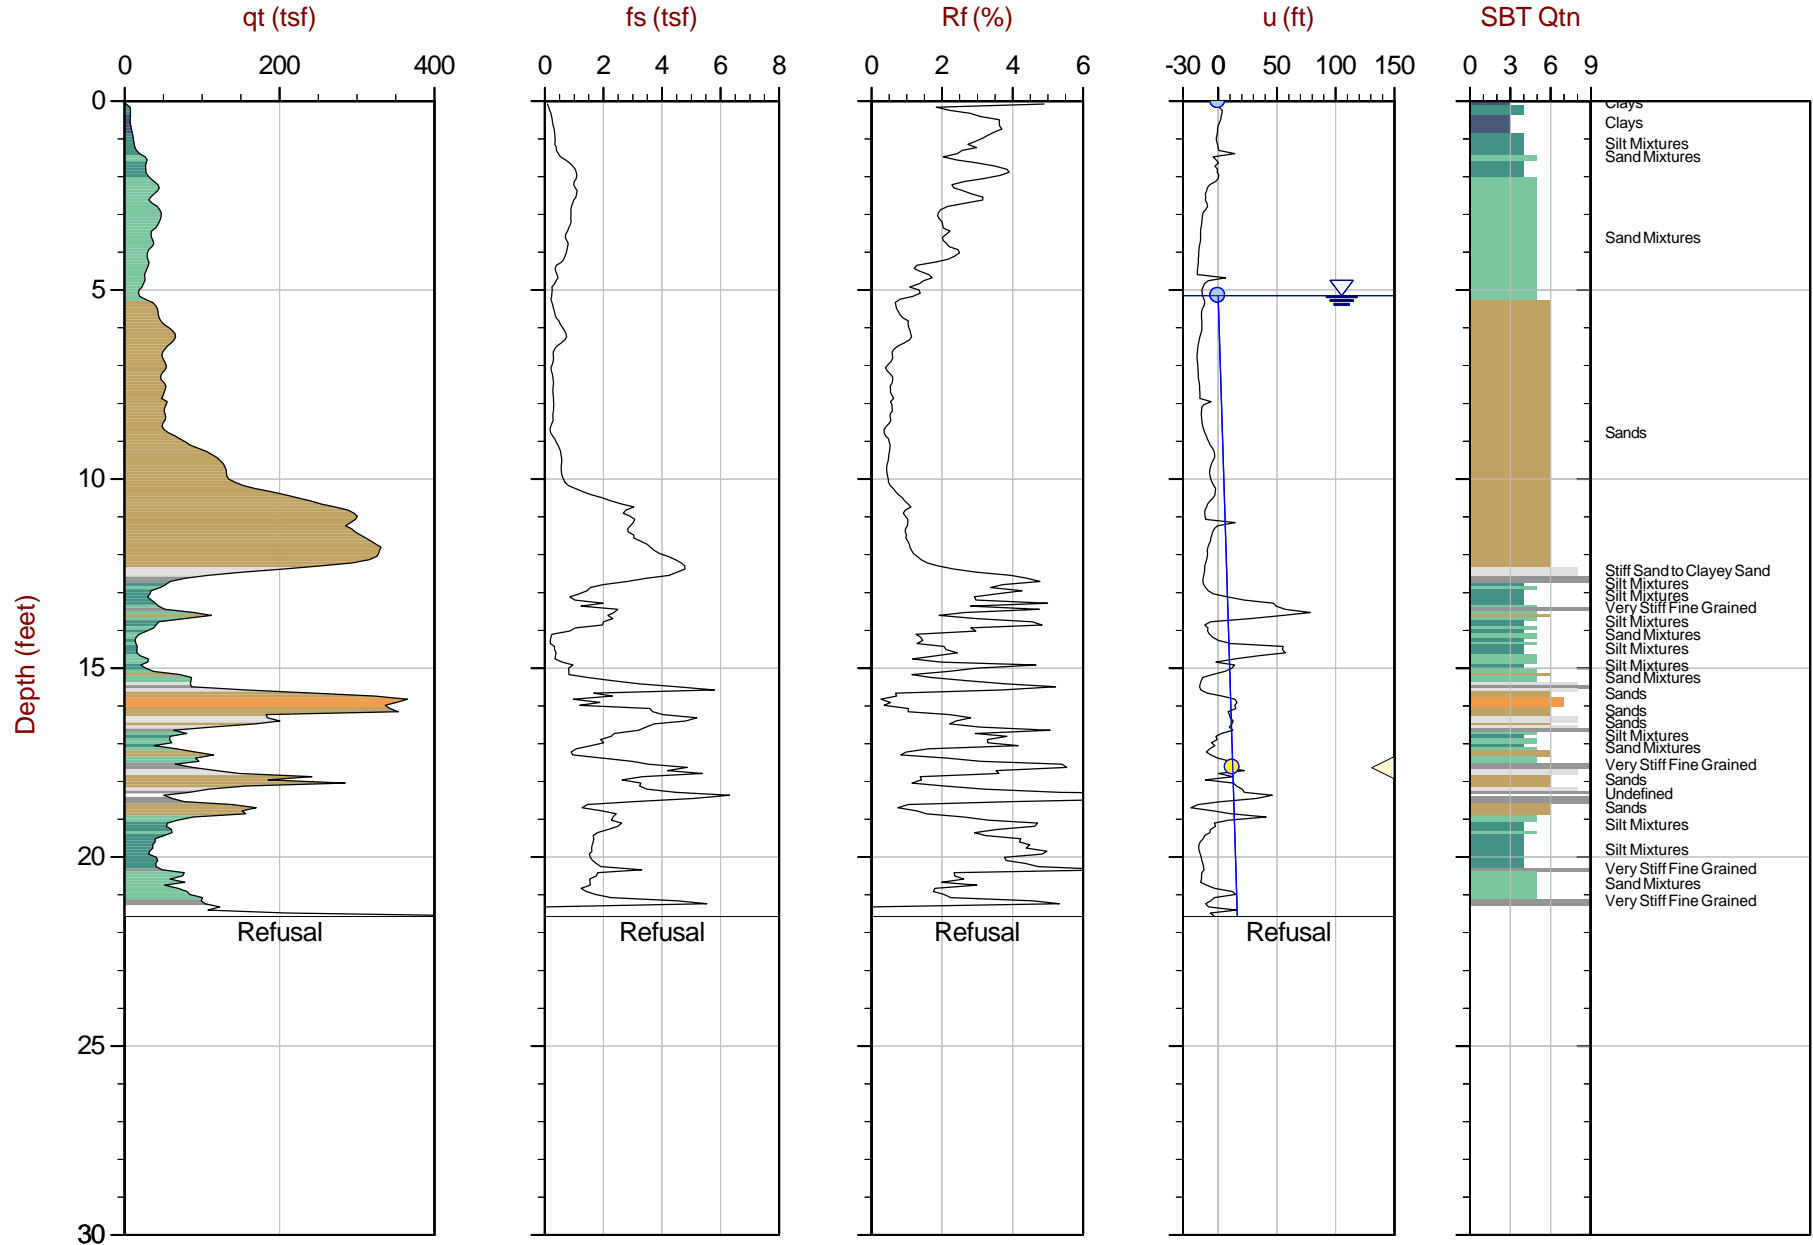 qt (tsf) fs (tsf) Rf (%) u (ft) SBT Qtn
0 200 400 0 2 4 6 8 0 2 4 6 -30 0 50 100 150 0 3 6 9
0
5
10
15
20
25
30
Depth (feet)
Refusal Refusal Refusal Refusal
Clays
Clays
Silt Mixtures
Sand Mixtures
Sand Mixtures
Sands
Stiff Sand to Clayey Sand
Silt Mixtures
Silt Mixtures
Very Stiff Fine Grained
Silt Mixtures
Sand Mixtures
Silt Mixtures
Silt Mixtures
Sand Mixtures
Sands
Sands
Sands
Silt Mixtures
Sand Mixtures
Very Stiff Fine Grained
Sands
Undefined
Sands
Silt Mixtures
Silt Mixtures
Very Stiff Fine Grained
Sand Mixtures
Very Stiff Fine Grained